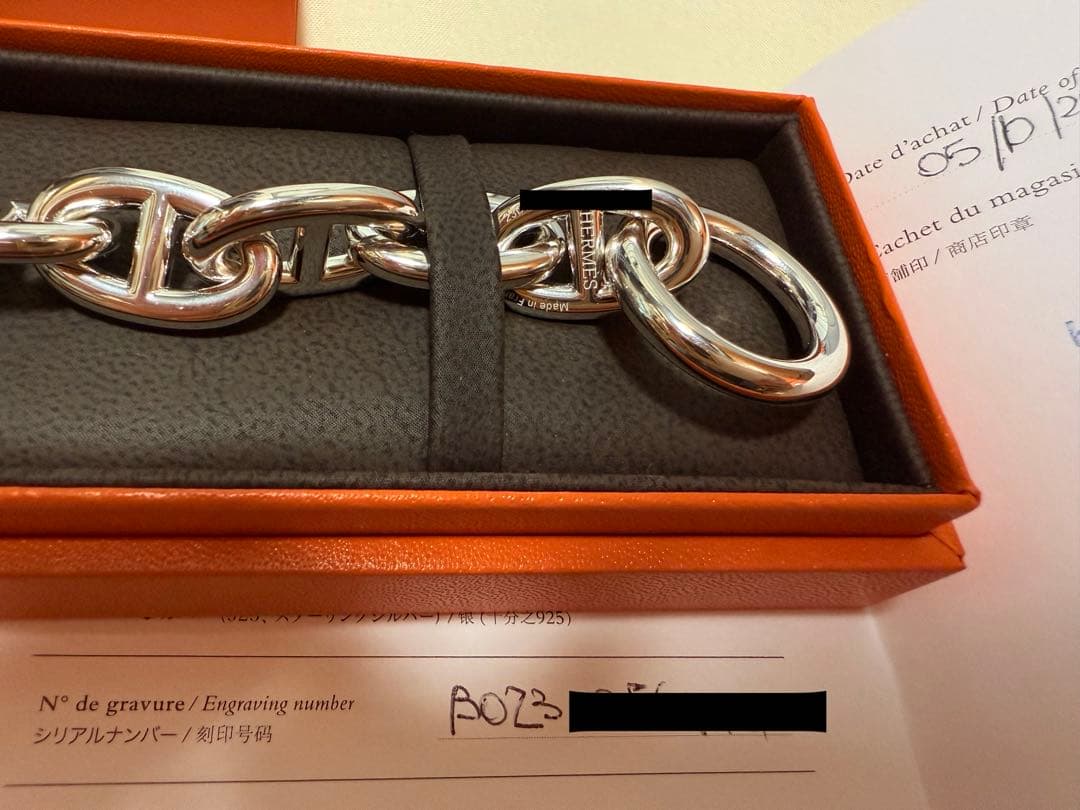 Date d'achat / Date of
05/10/2
Cachet du magasi
舗印 / 商店印章
HERMES
Made in Fra
(925、スターリングシルバー) / 银 (千分之925)
N° de gravure / Engraving number
B023
シリアルナンバー / 刻印号码